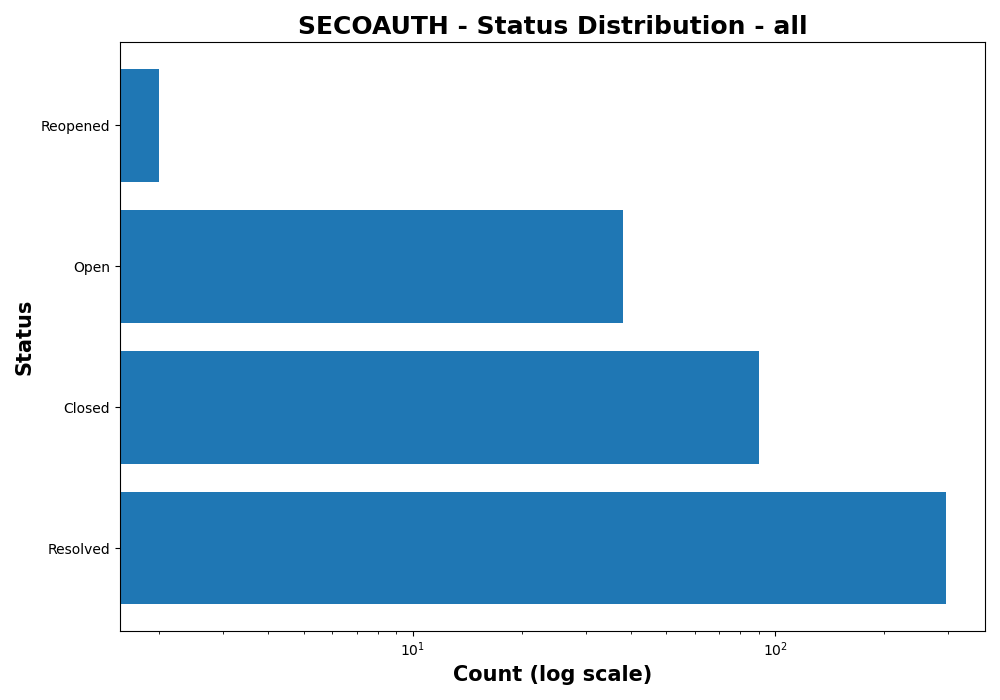 SECOAUTH - Status Distribution - all
Reopened
Open
Closed
Resolved
Status
10¹
10²
Count (log scale)